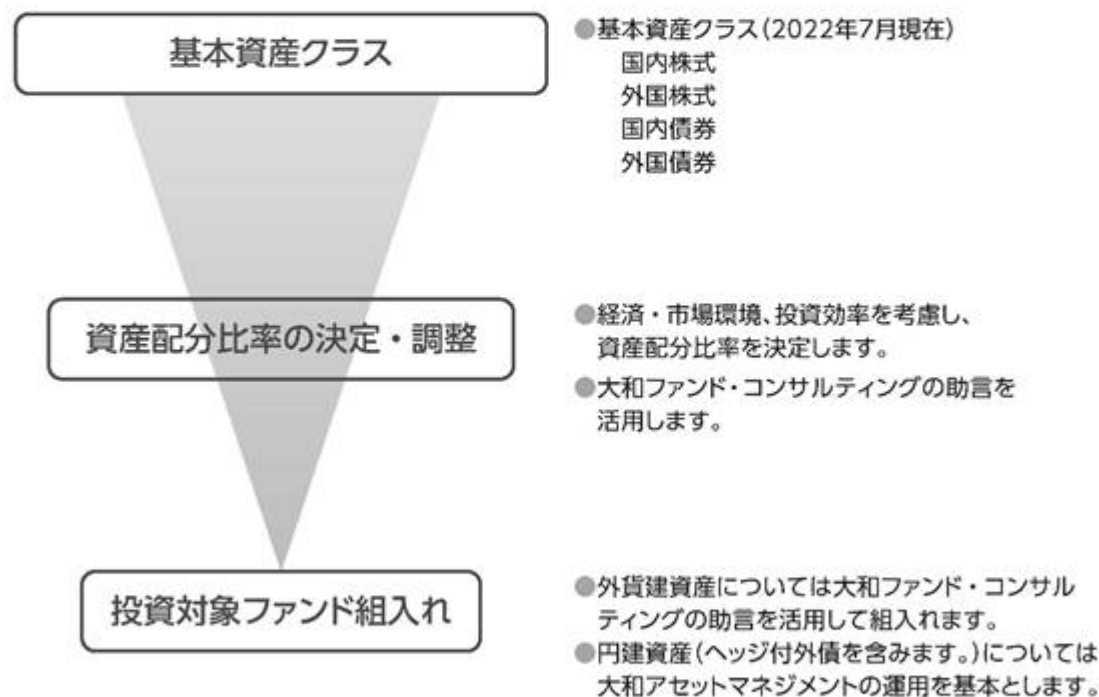 基本資産クラス
●基本資産クラス(2022年7月現在)
国内株式
外国株式
国内債券
外国債券
資産配分比率の決定・調整
●経済・市場環境、投資効率を考慮し、
資産配分比率を決定します。
●大和ファンド・コンサルティングの助言を
活用します。
投資対象ファンド組入れ
●外貨建資産については大和ファンド・コンサル
ティングの助言を活用して組入れます。
●円建資産(ヘッジ付外債を含みます。)については
大和アセットマネジメントの運用を基本とします。